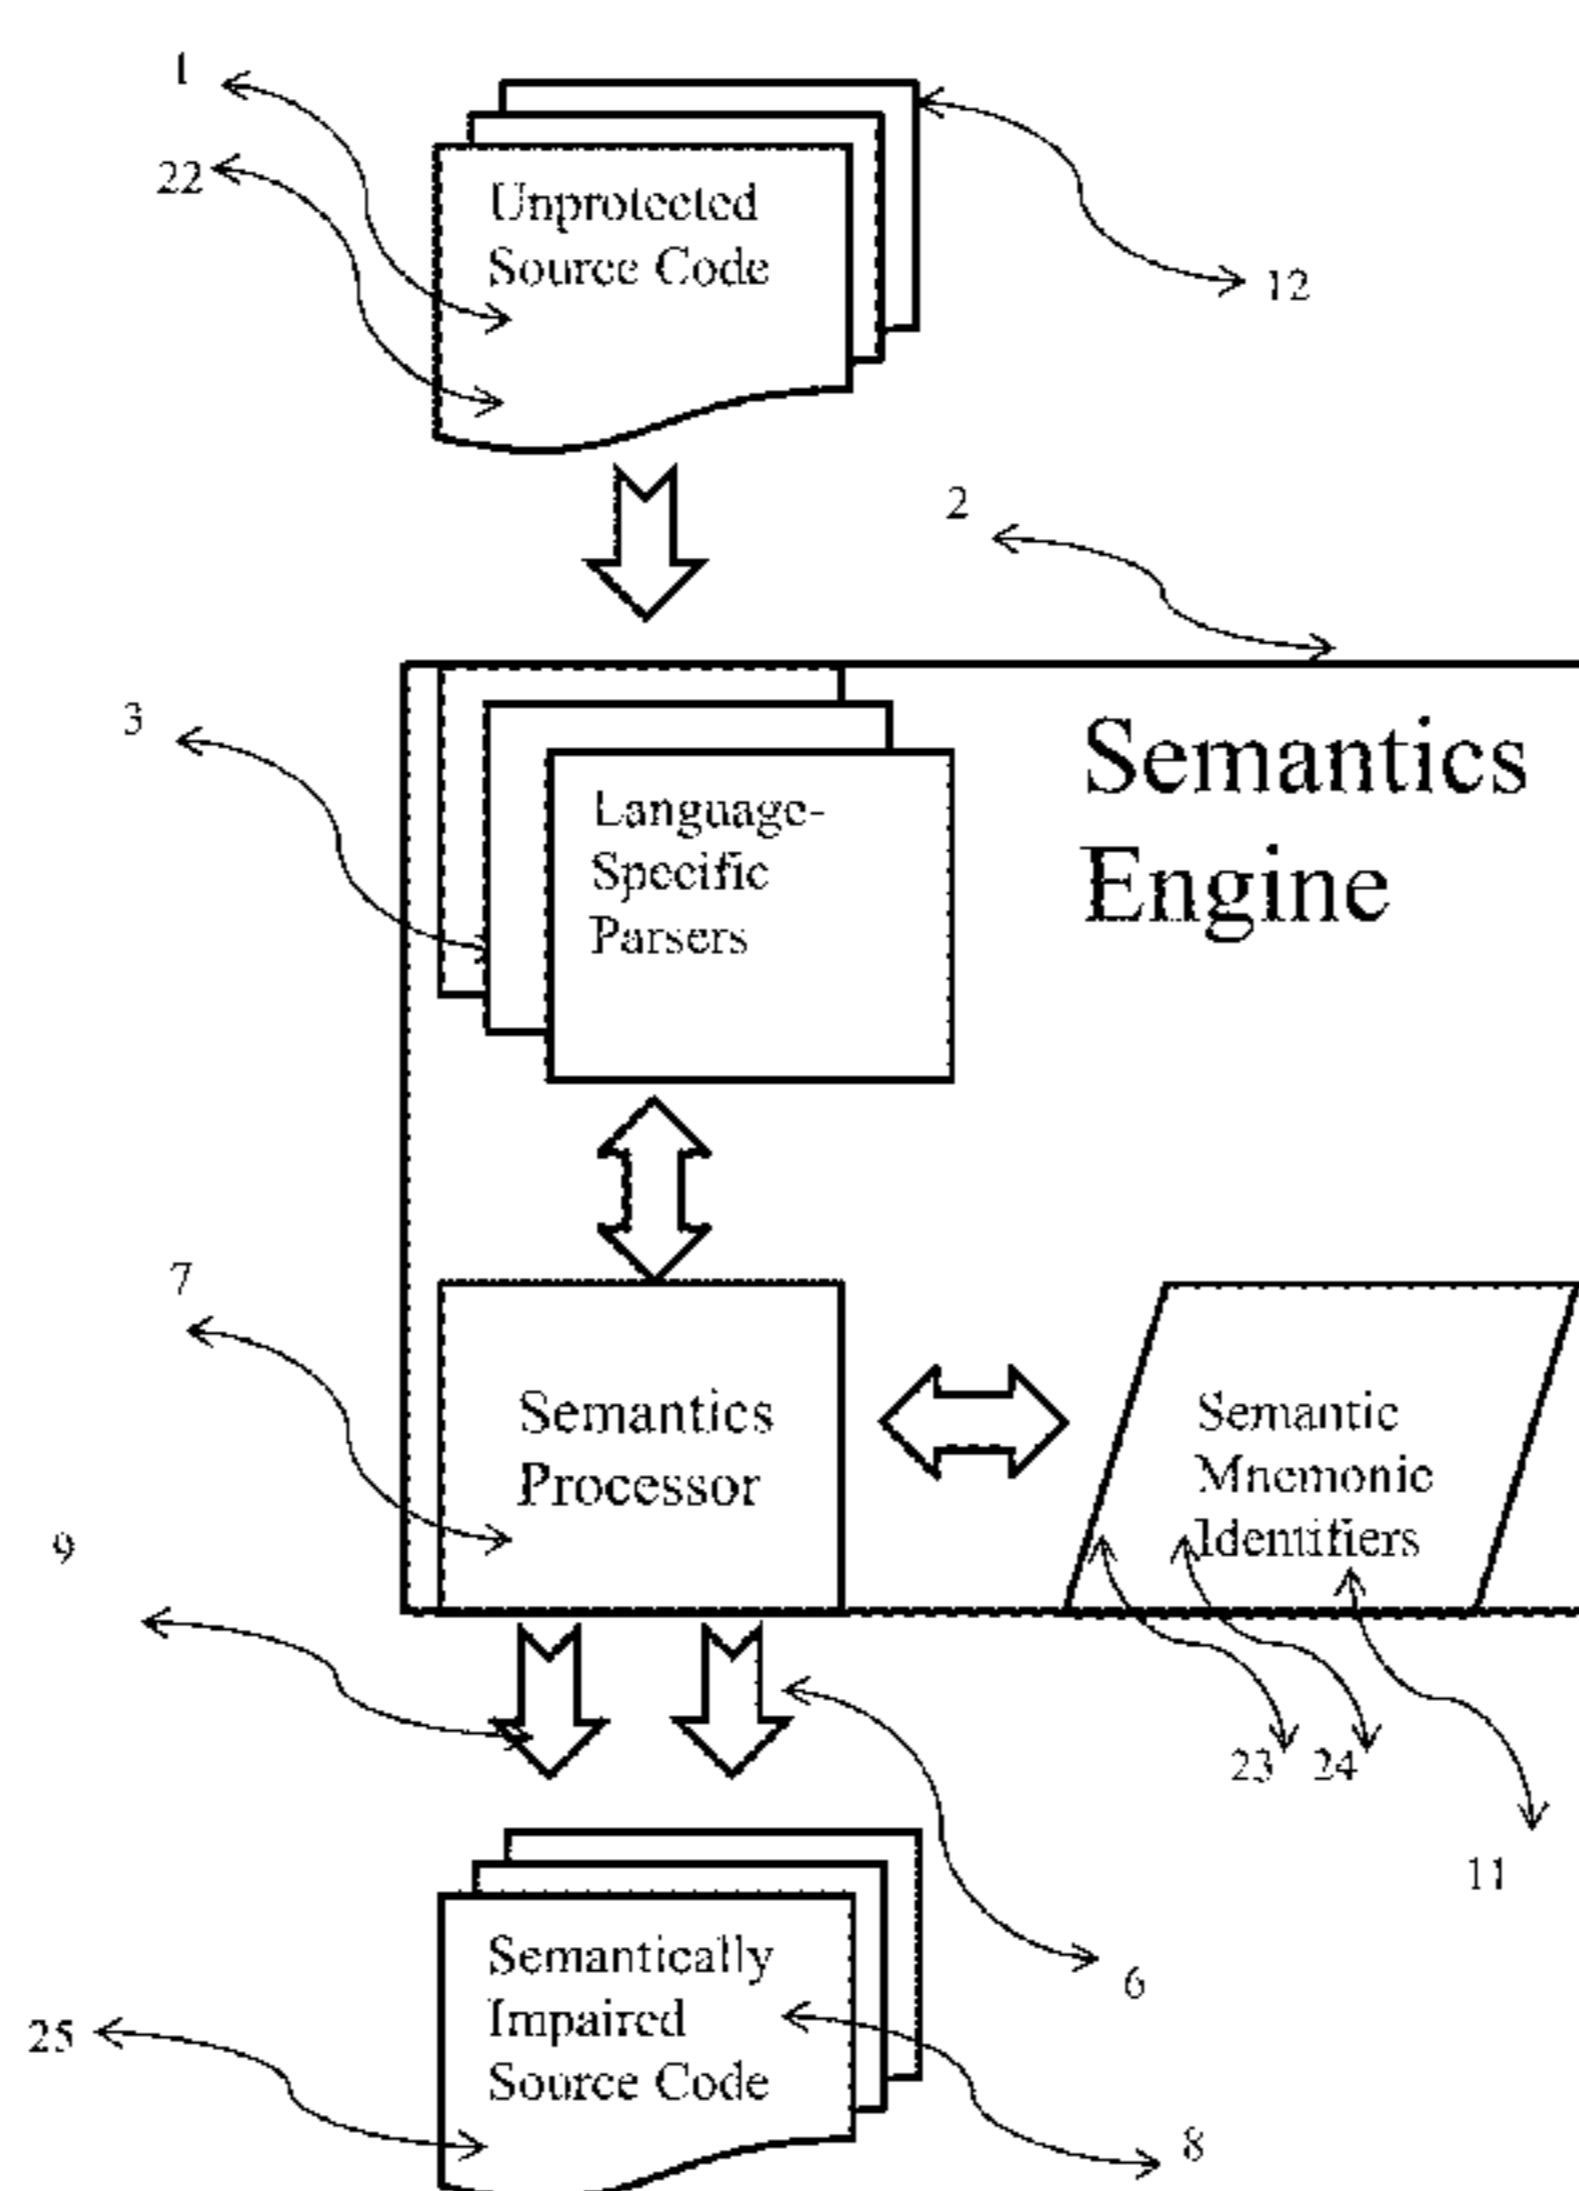 1
22
Unprotected
Source Code
12
2
3
Semantics
Engine
Language-
Specific
Parsers
7
Semantics
Processor
Semantic
Mnemonic
Identifiers
9
23
24
11
6
Semantically
Impaired
Source Code
25
8